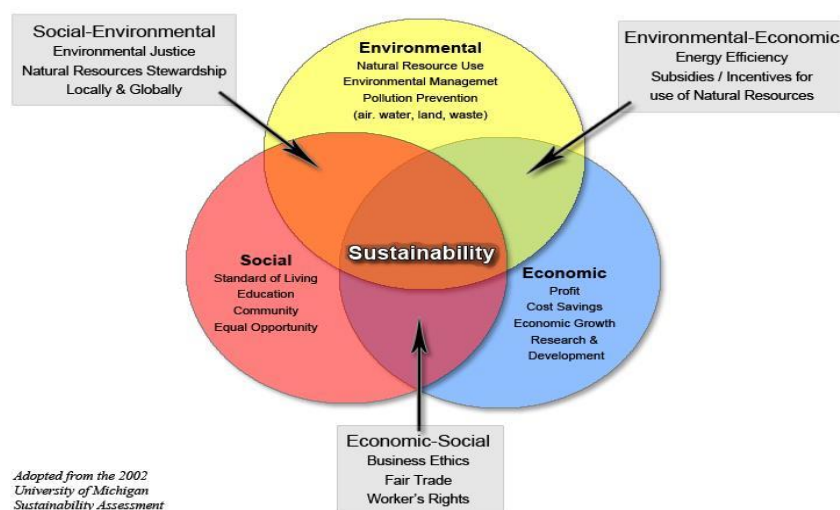 Social-Environmental
Environmental Justice
Natural Resources Stewardship
Locally & Globally
Environmental
Natural Resource Use
Environmental Managemet
Pollution Prevention
(air. water, land, waste)
Environmental-Economic
Energy Efficiency
Subsidies / Incentives for
use of Natural Resources
Sustainability
Social
Standard of Living
Education
Community
Equal Opportunity
Economic
Profit
Cost Savings
Economic Growth
Research &
Development
Economic-Social
Business Ethics
Fair Trade
Worker's Rights
Adopted from the 2002
University of Michigan
Sustainability Assessment